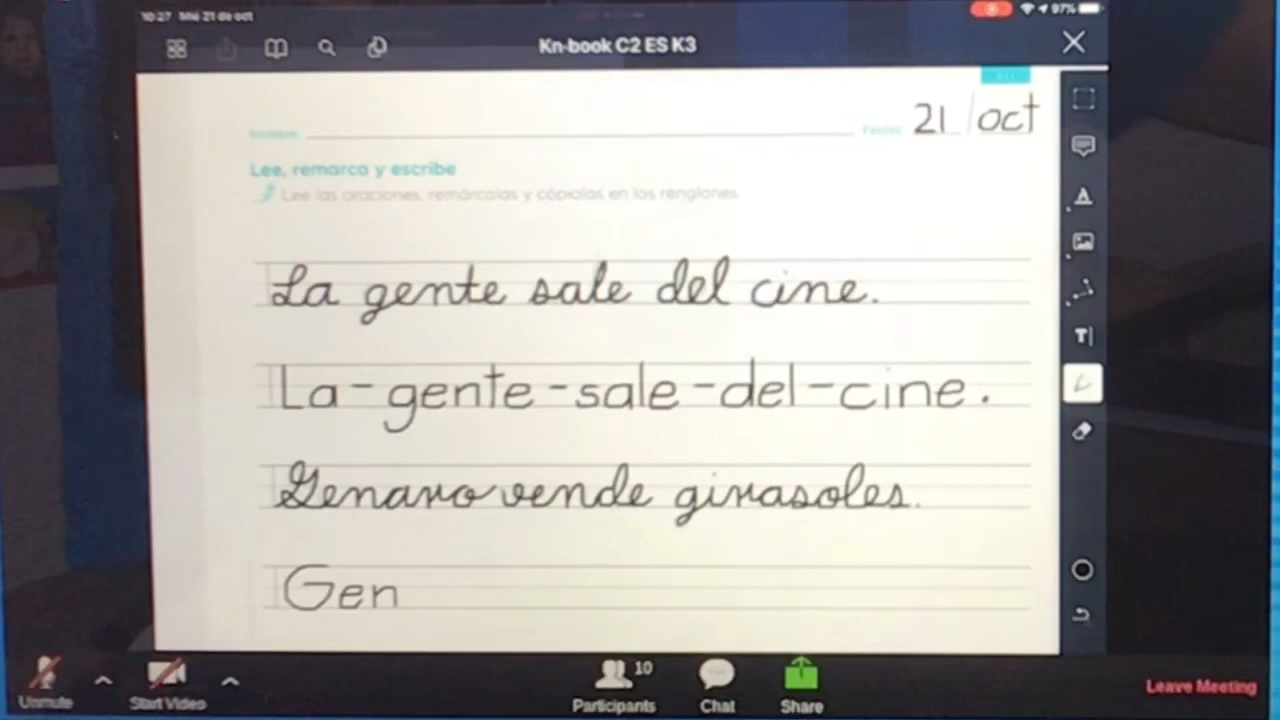 10:27 Mié 21 de oct
97%
Kn-book C2 ES K3
Nombre
Fecha 21/oct
Lee, remarca y escribe
Lee las oraciones, remárcalas y cópialas en los renglones
La gente sale del cine.
La-gente-sale-del-cine.
Genaro vende girasoles.
Gen
Unmute
Start Video
Participants 10
Chat
Share
Leave Meeting